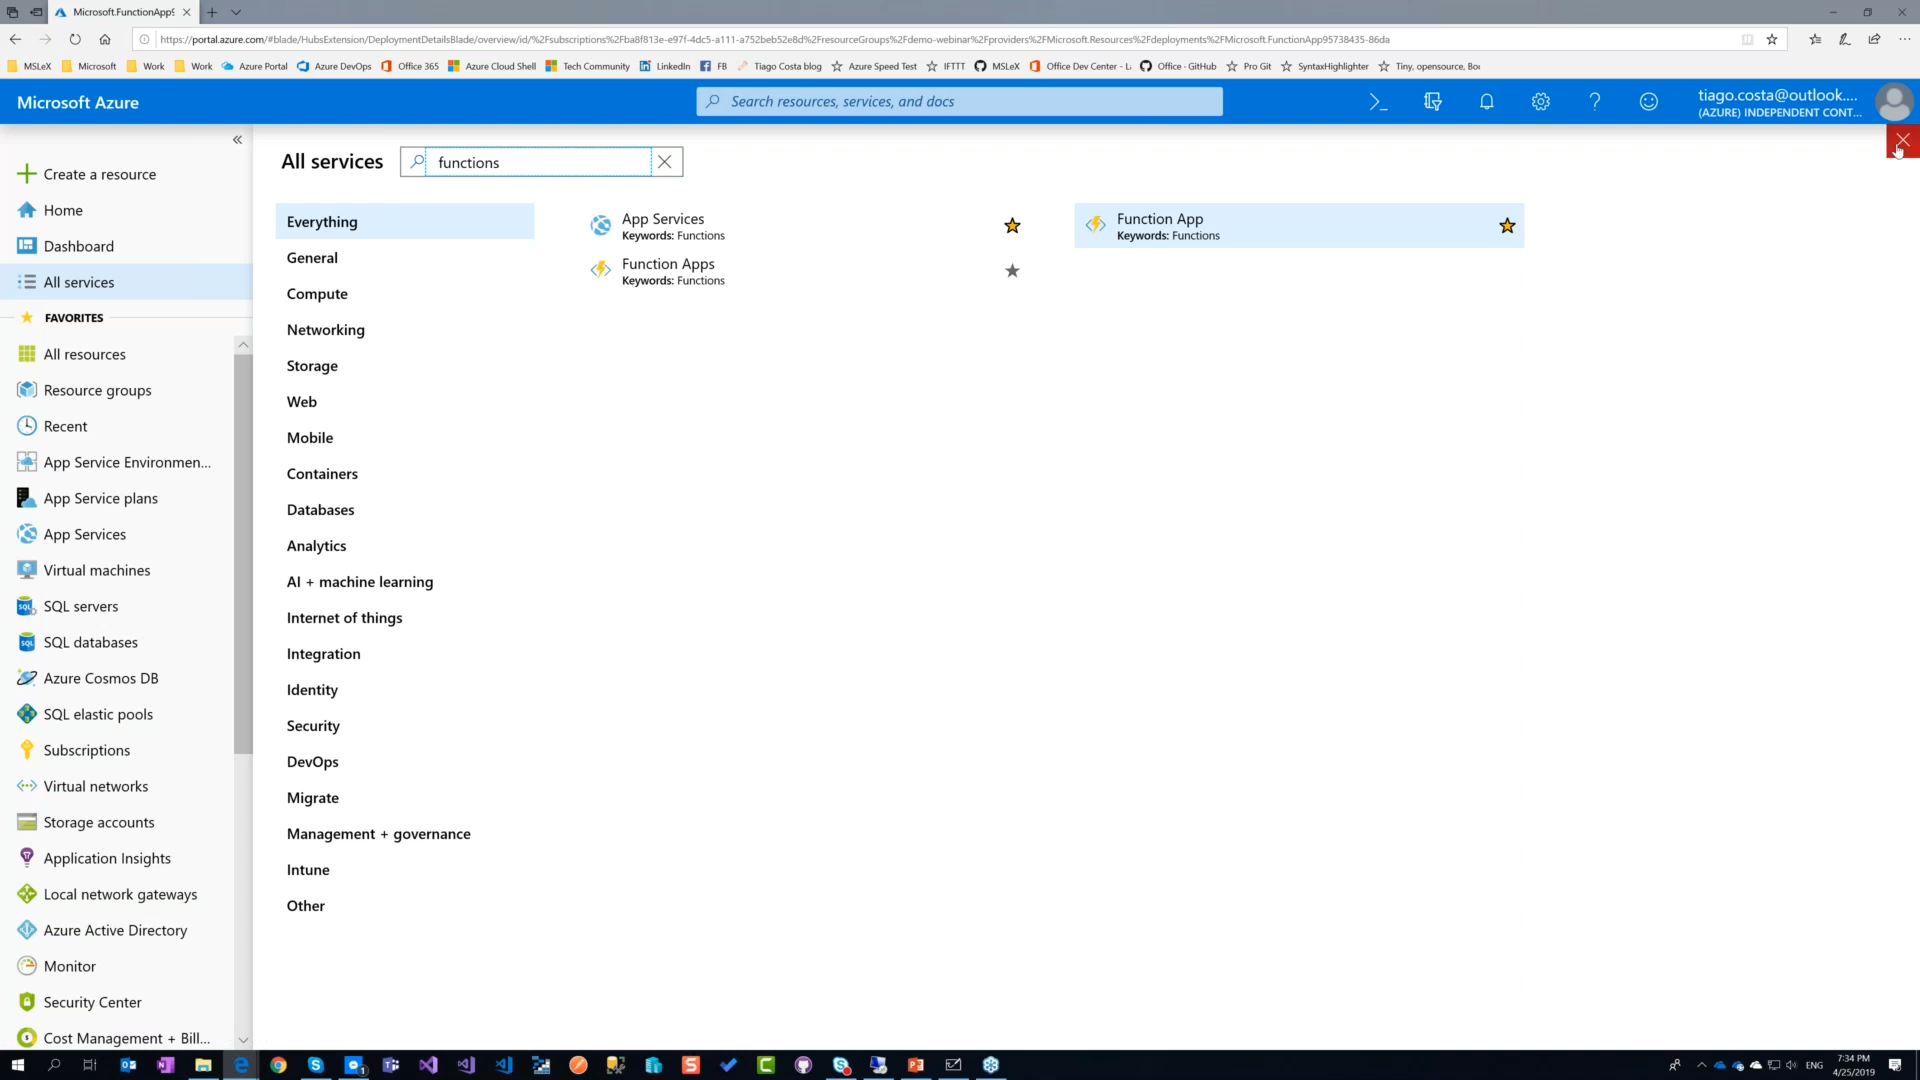 Microsoft.FunctionApp9
https://portal.azure.com/#blade/HubsExtension/DeploymentDetailsBlade/overview/id/%2Fsubscriptions%2Fba8f813e-e97f-4dc5-a111-a752beb52e8d%2FresourceGroups%2Fdemo-webinar%2Fproviders%2FMicrosoft.Resources%2Fdeployments%2FMicrosoft.FunctionApp95738435-86da
MSLeX Microsoft Work Work Azure Portal Azure DevOps Office 365 Azure Cloud Shell Tech Community LinkedIn FB Tiago Costa blog Azure Speed Test IFTTT MSLeX Office Dev Center - L Office · GitHub Pro Git SyntaxHighlighter Tiny, opensource, Boo
Microsoft Azure
Search resources, services, and docs
tiago.costa@outlook....
(AZURE) INDEPENDENT CONT...
Create a resource
Home
Dashboard
All services
FAVORITES
All resources
Resource groups
Recent
App Service Environmen...
App Service plans
App Services
Virtual machines
SQL servers
SQL databases
Azure Cosmos DB
SQL elastic pools
Subscriptions
Virtual networks
Storage accounts
Application Insights
Local network gateways
Azure Active Directory
Monitor
Security Center
Cost Management + Bill...
All services
functions
Everything
General
Compute
Networking
Storage
Web
Mobile
Containers
Databases
Analytics
AI + machine learning
Internet of things
Integration
Identity
Security
DevOps
Migrate
Management + governance
Intune
Other
App Services
Keywords: Functions
Function Apps
Keywords: Functions
Function App
Keywords: Functions
ENG
7:34 PM
4/25/2019